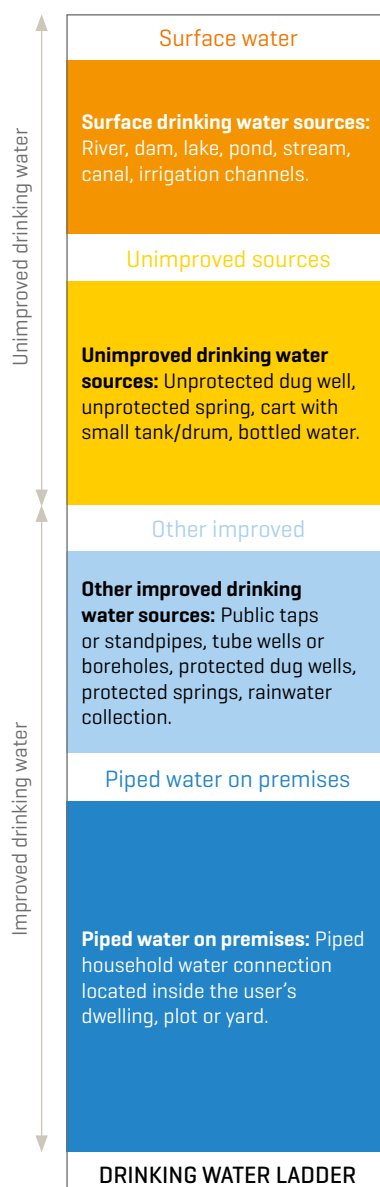 Surface water
Surface drinking water sources:
River, dam, lake, pond, stream,
canal, irrigation channels.
Unimproved drinking water
Unimproved sources
Unimproved drinking water
sources: Unprotected dug well,
unprotected spring, cart with
small tank/drum, bottled water.
Other improved
Other improved drinking
water sources: Public taps
or standpipes, tube wells or
boreholes, protected dug wells,
protected springs, rainwater
collection.
Improved drinking water
Piped water on premises
Piped water on premises: Piped
household water connection
located inside the user's
dwelling, plot or yard.
DRINKING WATER LADDER